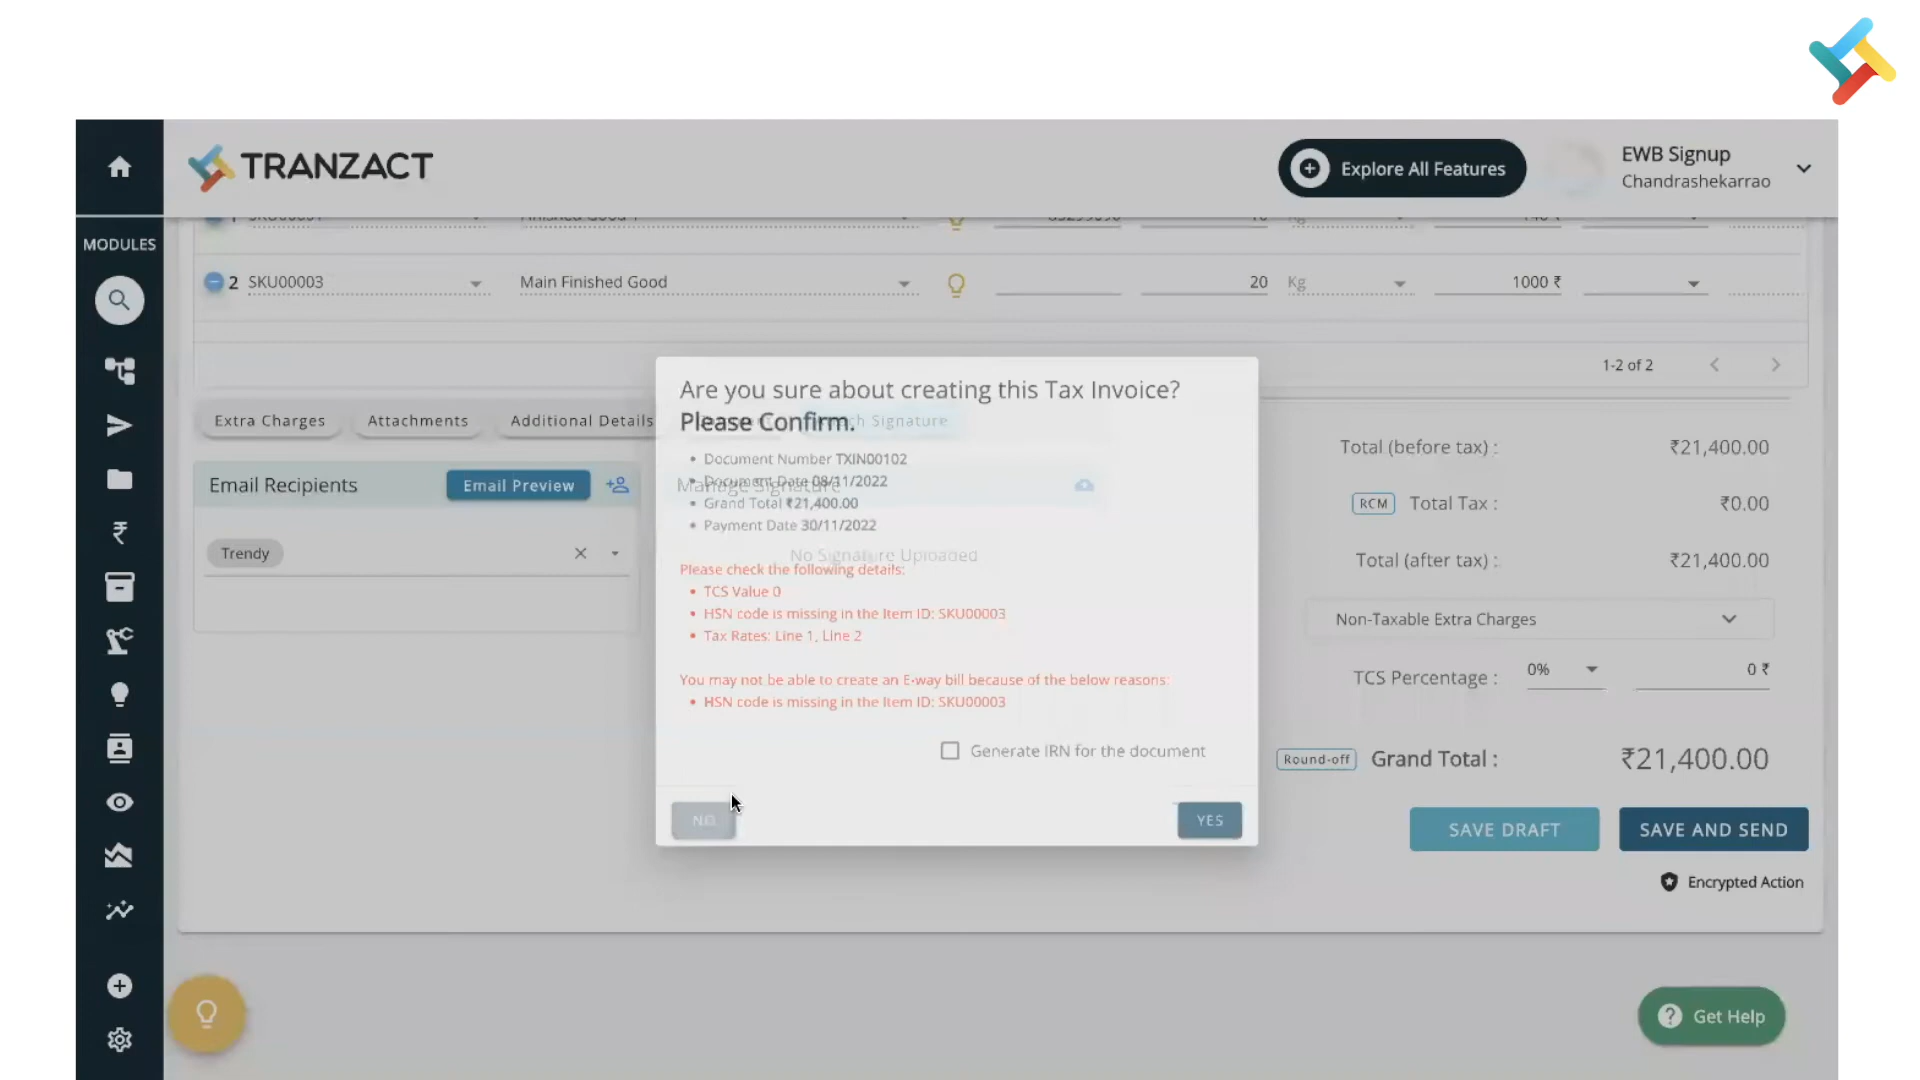 TRANZACT
Explore All Features
EWB Signup
Chandrashekarrao
MODULES
2 SKU00003 Main Finished Good 20 Kg 1000 ₹
1-2 of 2
Extra Charges Attachments Additional Details
Attach Signature
Email Recipients Email Preview
Manage Signature
Trendy
No Signature Uploaded
Are you sure about creating this Tax Invoice?
Please Confirm.
• Document Number TXIN00102
• Document Date 08/11/2022
• Grand Total ₹21,400.00
• Payment Date 30/11/2022
Please check the following details:
• TCS Value 0
• HSN code is missing in the Item ID: SKU00003
• Tax Rates: Line 1, Line 2
You may not be able to create an E-way bill because of the below reasons:
• HSN code is missing in the Item ID: SKU00003
Generate IRN for the document
NO YES
Total (before tax) : ₹21,400.00
RCM Total Tax : ₹0.00
Total (after tax) : ₹21,400.00
Non-Taxable Extra Charges
TCS Percentage : 0% 0 ₹
Round-off Grand Total : ₹21,400.00
SAVE DRAFT SAVE AND SEND
Encrypted Action
Get Help